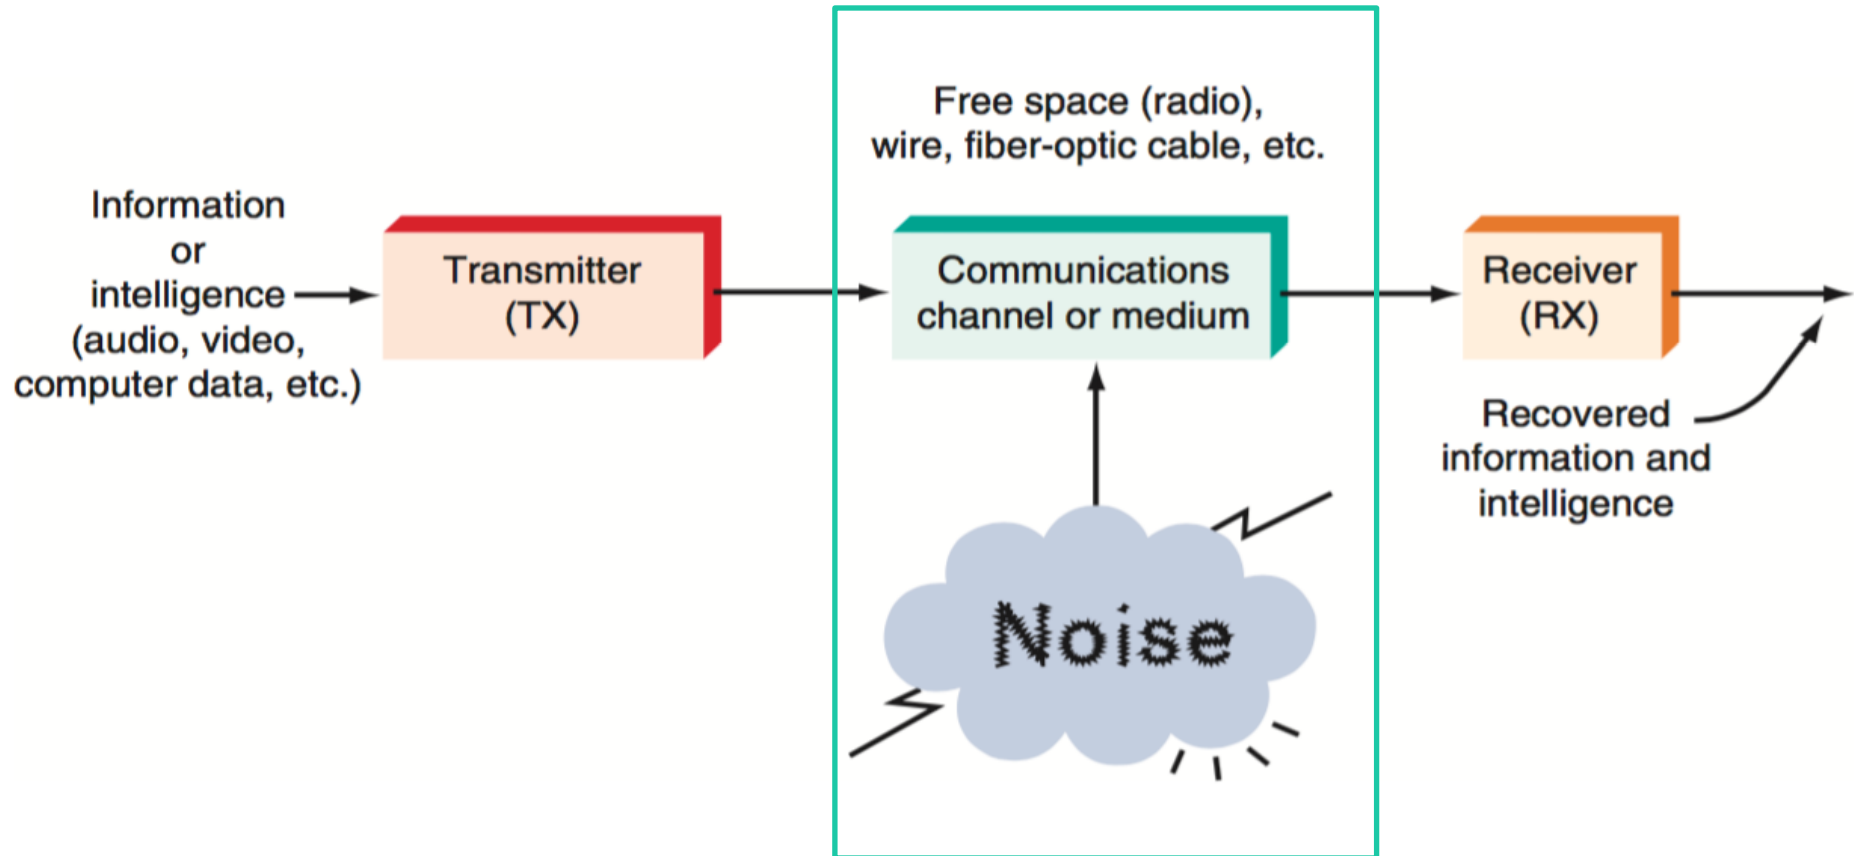 Information
or
intelligence
(audio, video,
computer data, etc.)
Transmitter
(TX)
Free space (radio),
wire, fiber-optic cable, etc.
Communications
channel or medium
Noise
Receiver
(RX)
Recovered
information and
intelligence